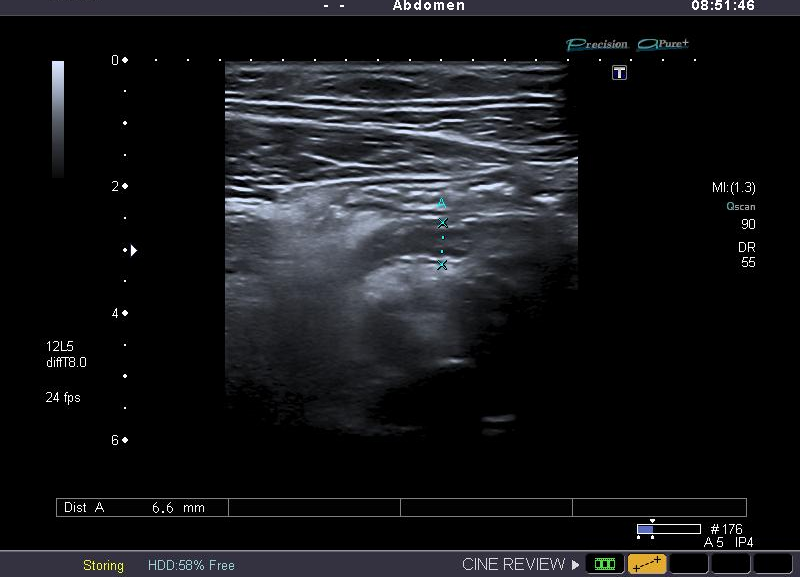 - - Abdomen 08:51:46
Precision APure+
T
0
2
4
6
A
MI:(1.3)
Qscan
90
DR
55
12L5
diffT8.0
24 fps
Dist A 6.6 mm
#176
A 5 IP4
Storing HDD:58% Free CINE REVIEW